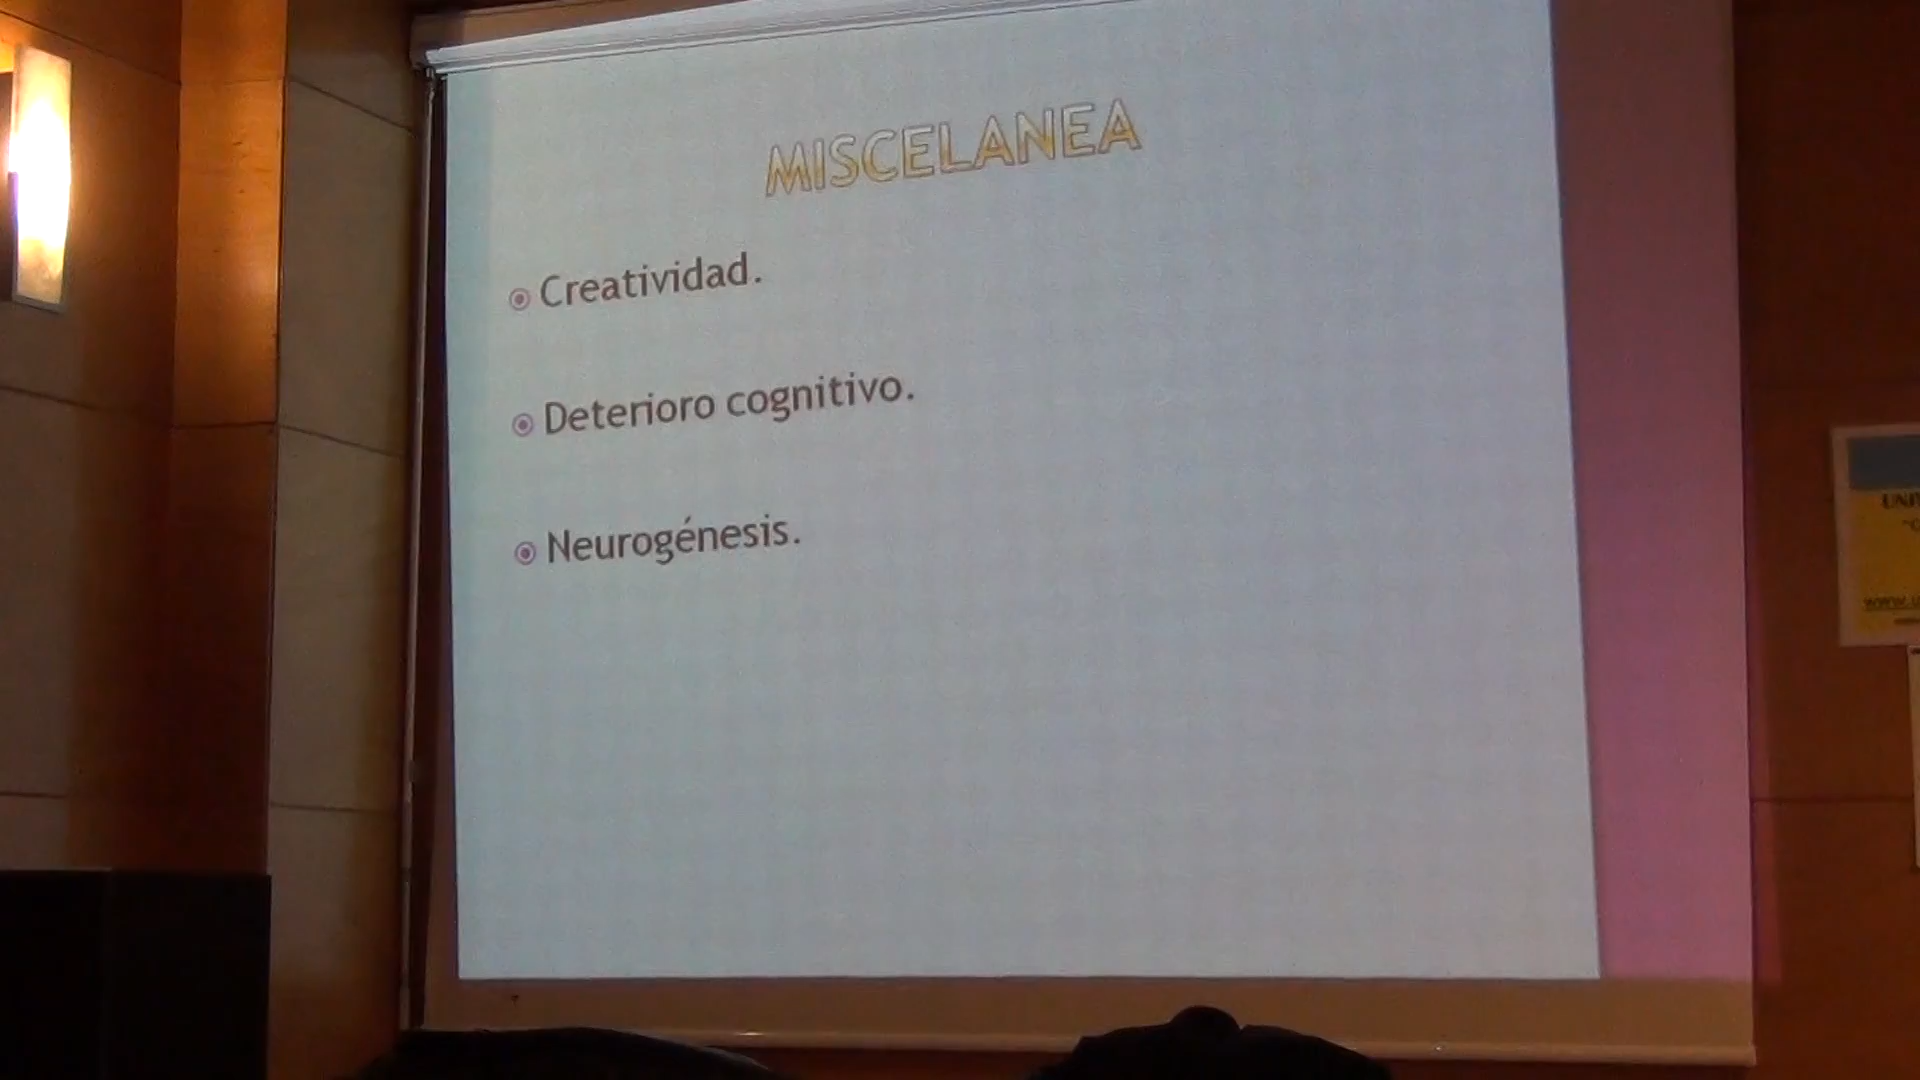 MISCELANEA
Creatividad.
Deterioro cognitivo.
Neurogénesis.